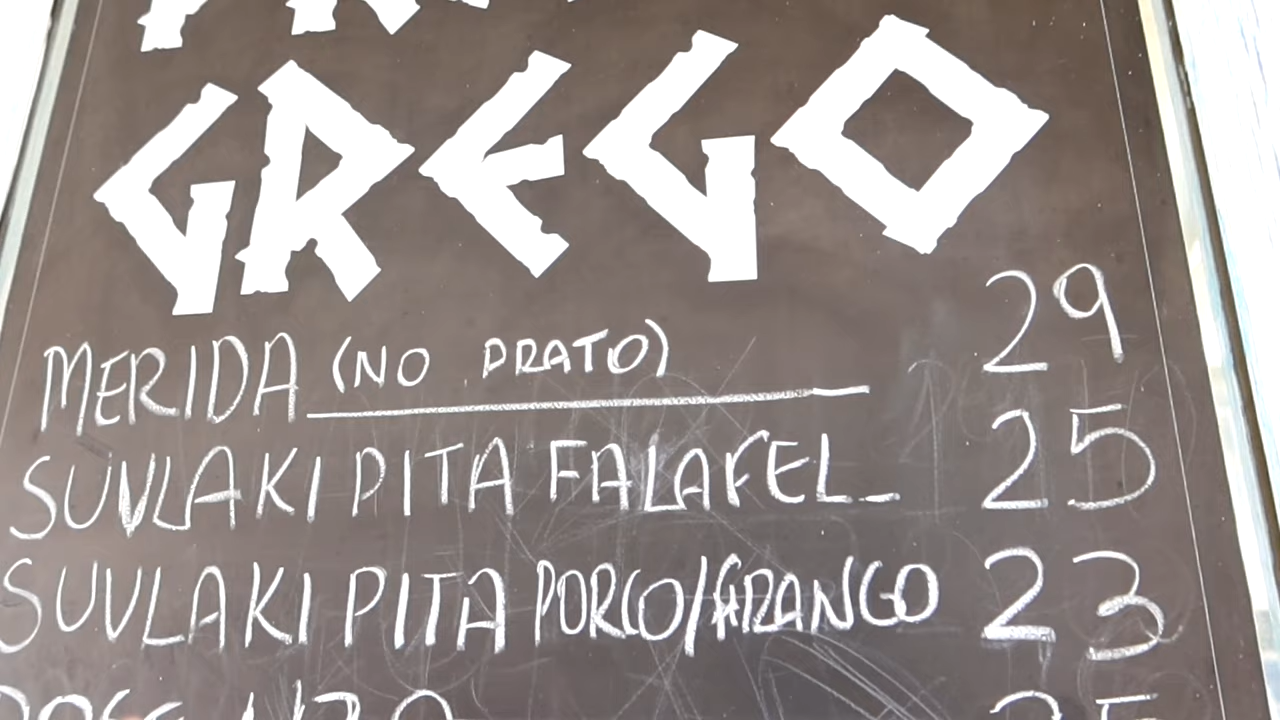 GREGO
MERIDA (NO PRATO) 29
SUVLAKI PITA FALAFEL 25
SUVLAKI PITA PORCO/FRANGO 23